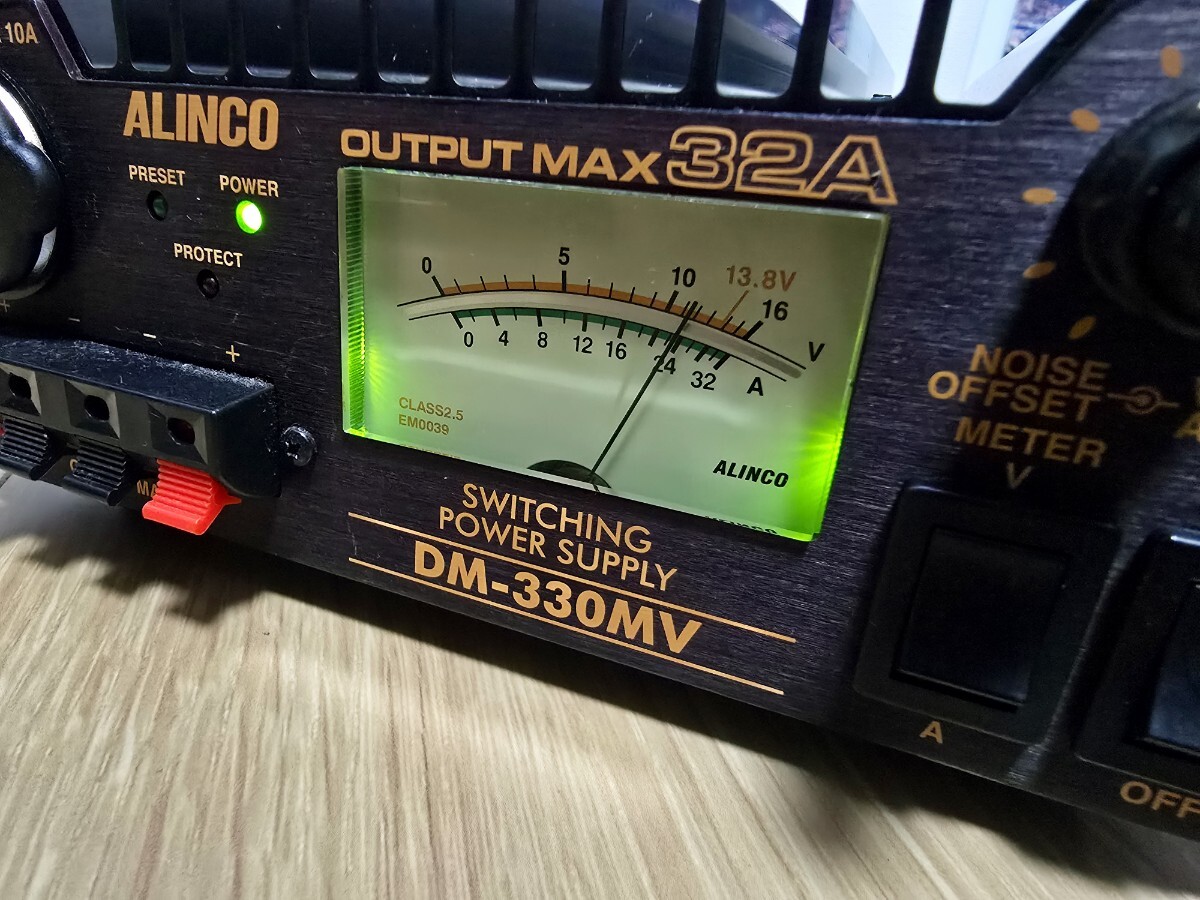 10A
ALINCO
OUTPUT MAX 32A
PRESET
POWER
PROTECT
0 5 10 13.8V 16 V
0 4 8 12 16 24 32 A
CLASS2.5
EM0039
ALINCO
+
-
+
NOISE
OFFSET
METER
V
A
OFF
SWITCHING
POWER SUPPLY
DM-330MV